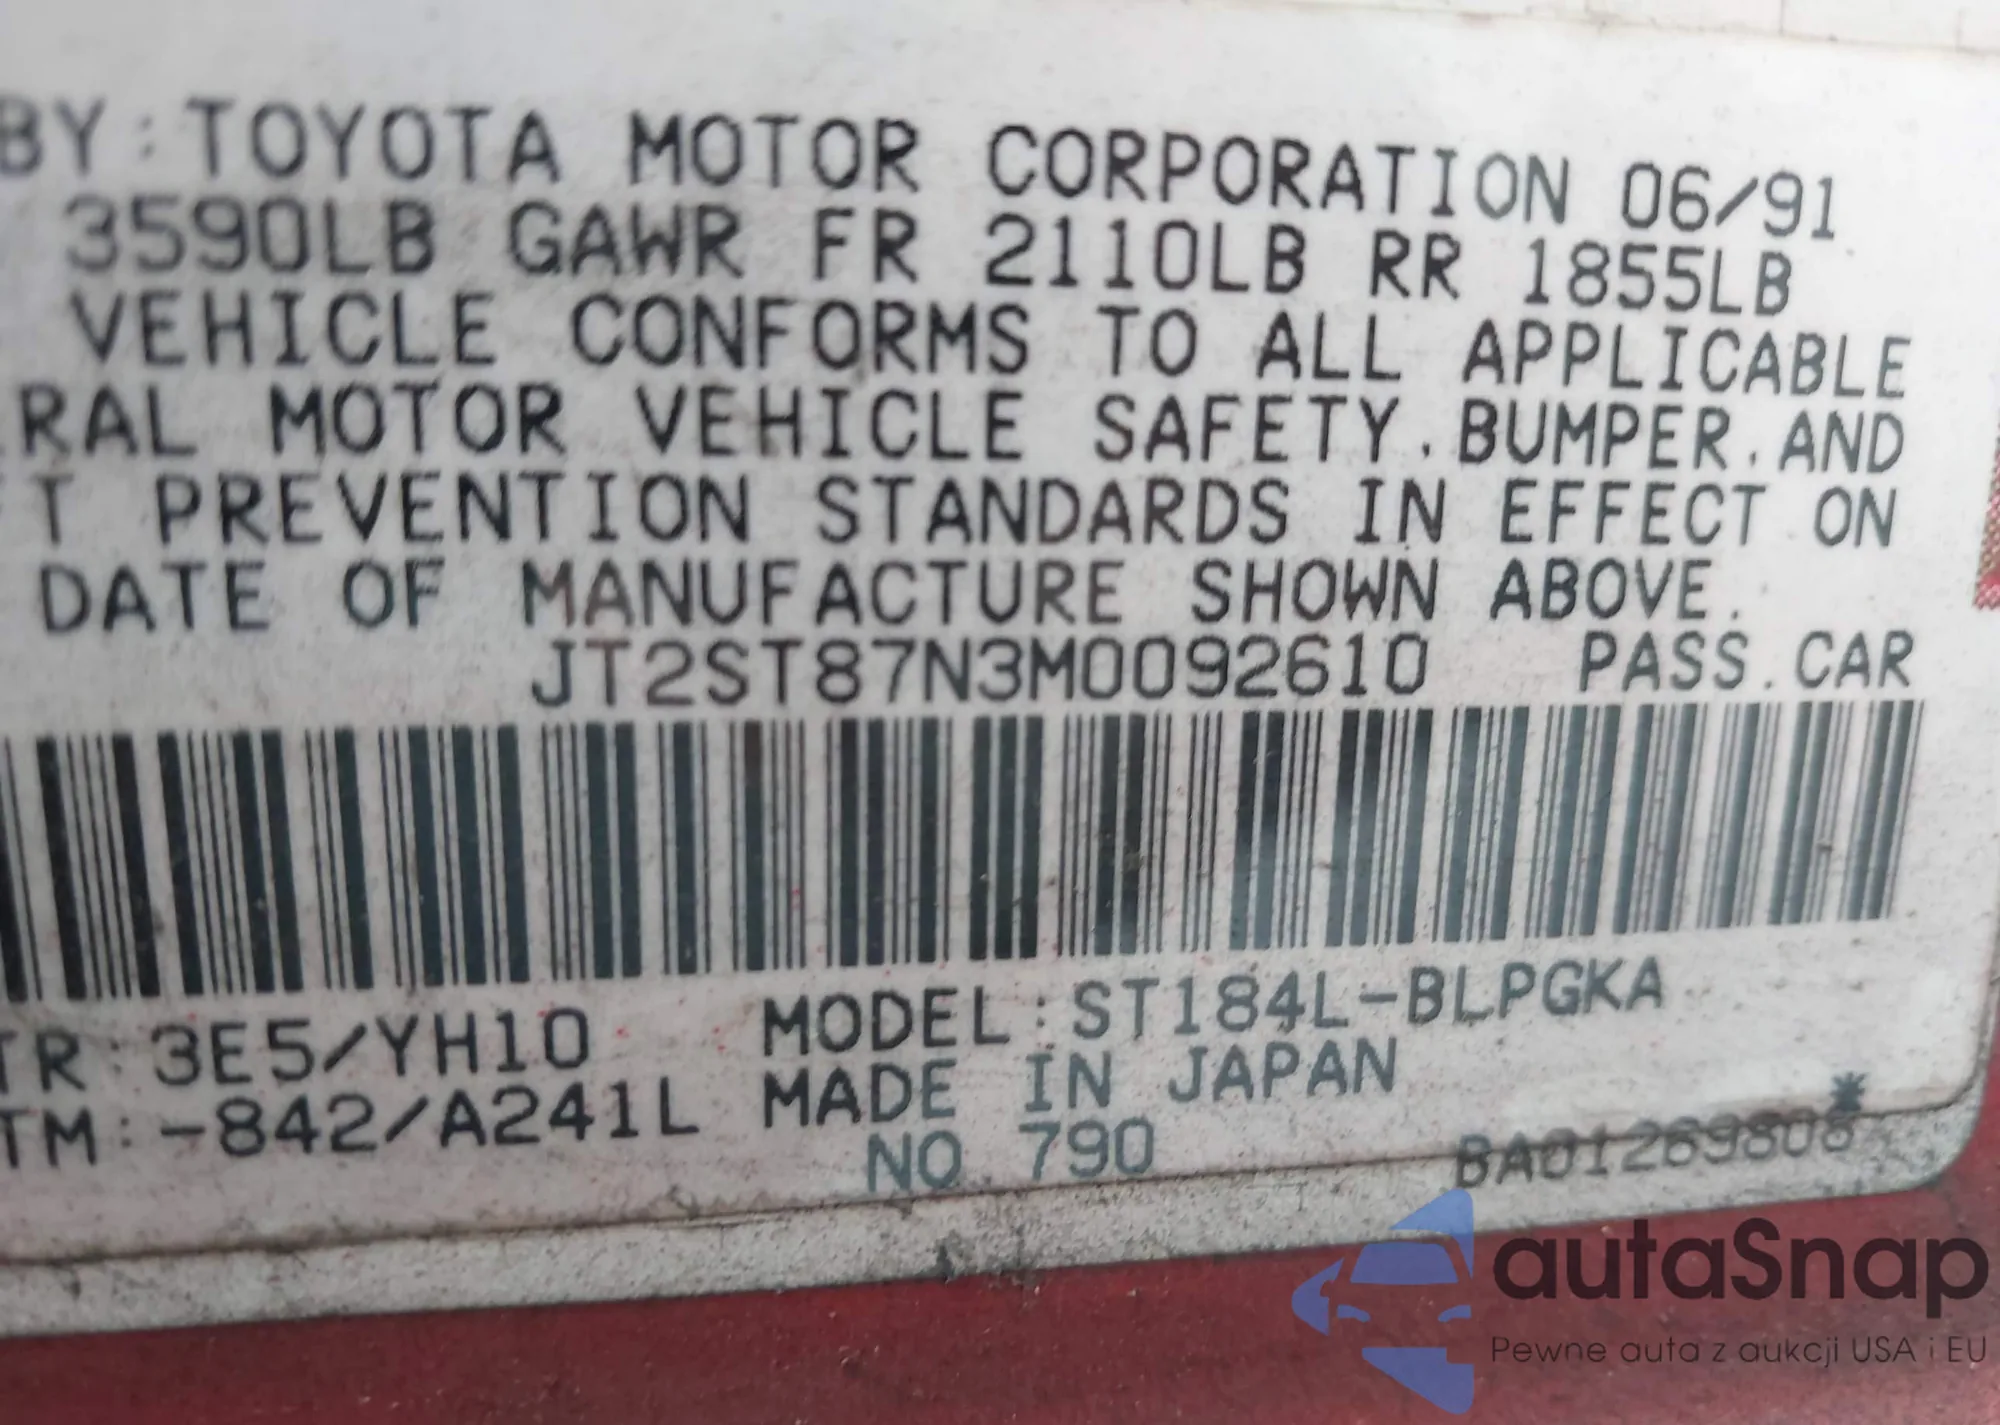 BY: TOYOTA MOTOR CORPORATION 06/91
3590LB GAWR FR 2110LB RR 1855LB
VEHICLE CONFORMS TO ALL APPLICABLE
RAL MOTOR VEHICLE SAFETY. BUMPER. AND
T PREVENTION STANDARDS IN EFFECT ON
DATE OF MANUFACTURE SHOWN ABOVE.
JT2ST87N3M0092610 PASS. CAR
TR: 3E5/YH10 MODEL: ST184L-BLPGKA
TM: -842/A241L MADE IN JAPAN
NO. 790 BA01269808*
autaSnap
Pewne auta z aukcji USA i EU